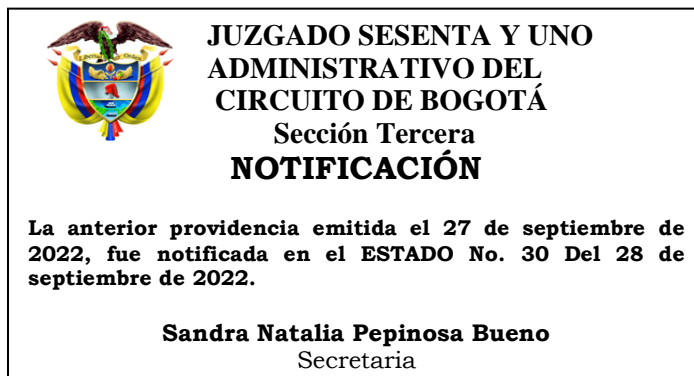 JUZGADO SESENTA Y UNO
ADMINISTRATIVO DEL
CIRCUITO DE BOGOTÁ
Sección Tercera
NOTIFICACIÓN
La anterior providencia emitida el 27 de septiembre de
2022, fue notificada en el ESTADO No. 30 Del 28 de
septiembre de 2022.
Sandra Natalia Pepinosa Bueno
Secretaria